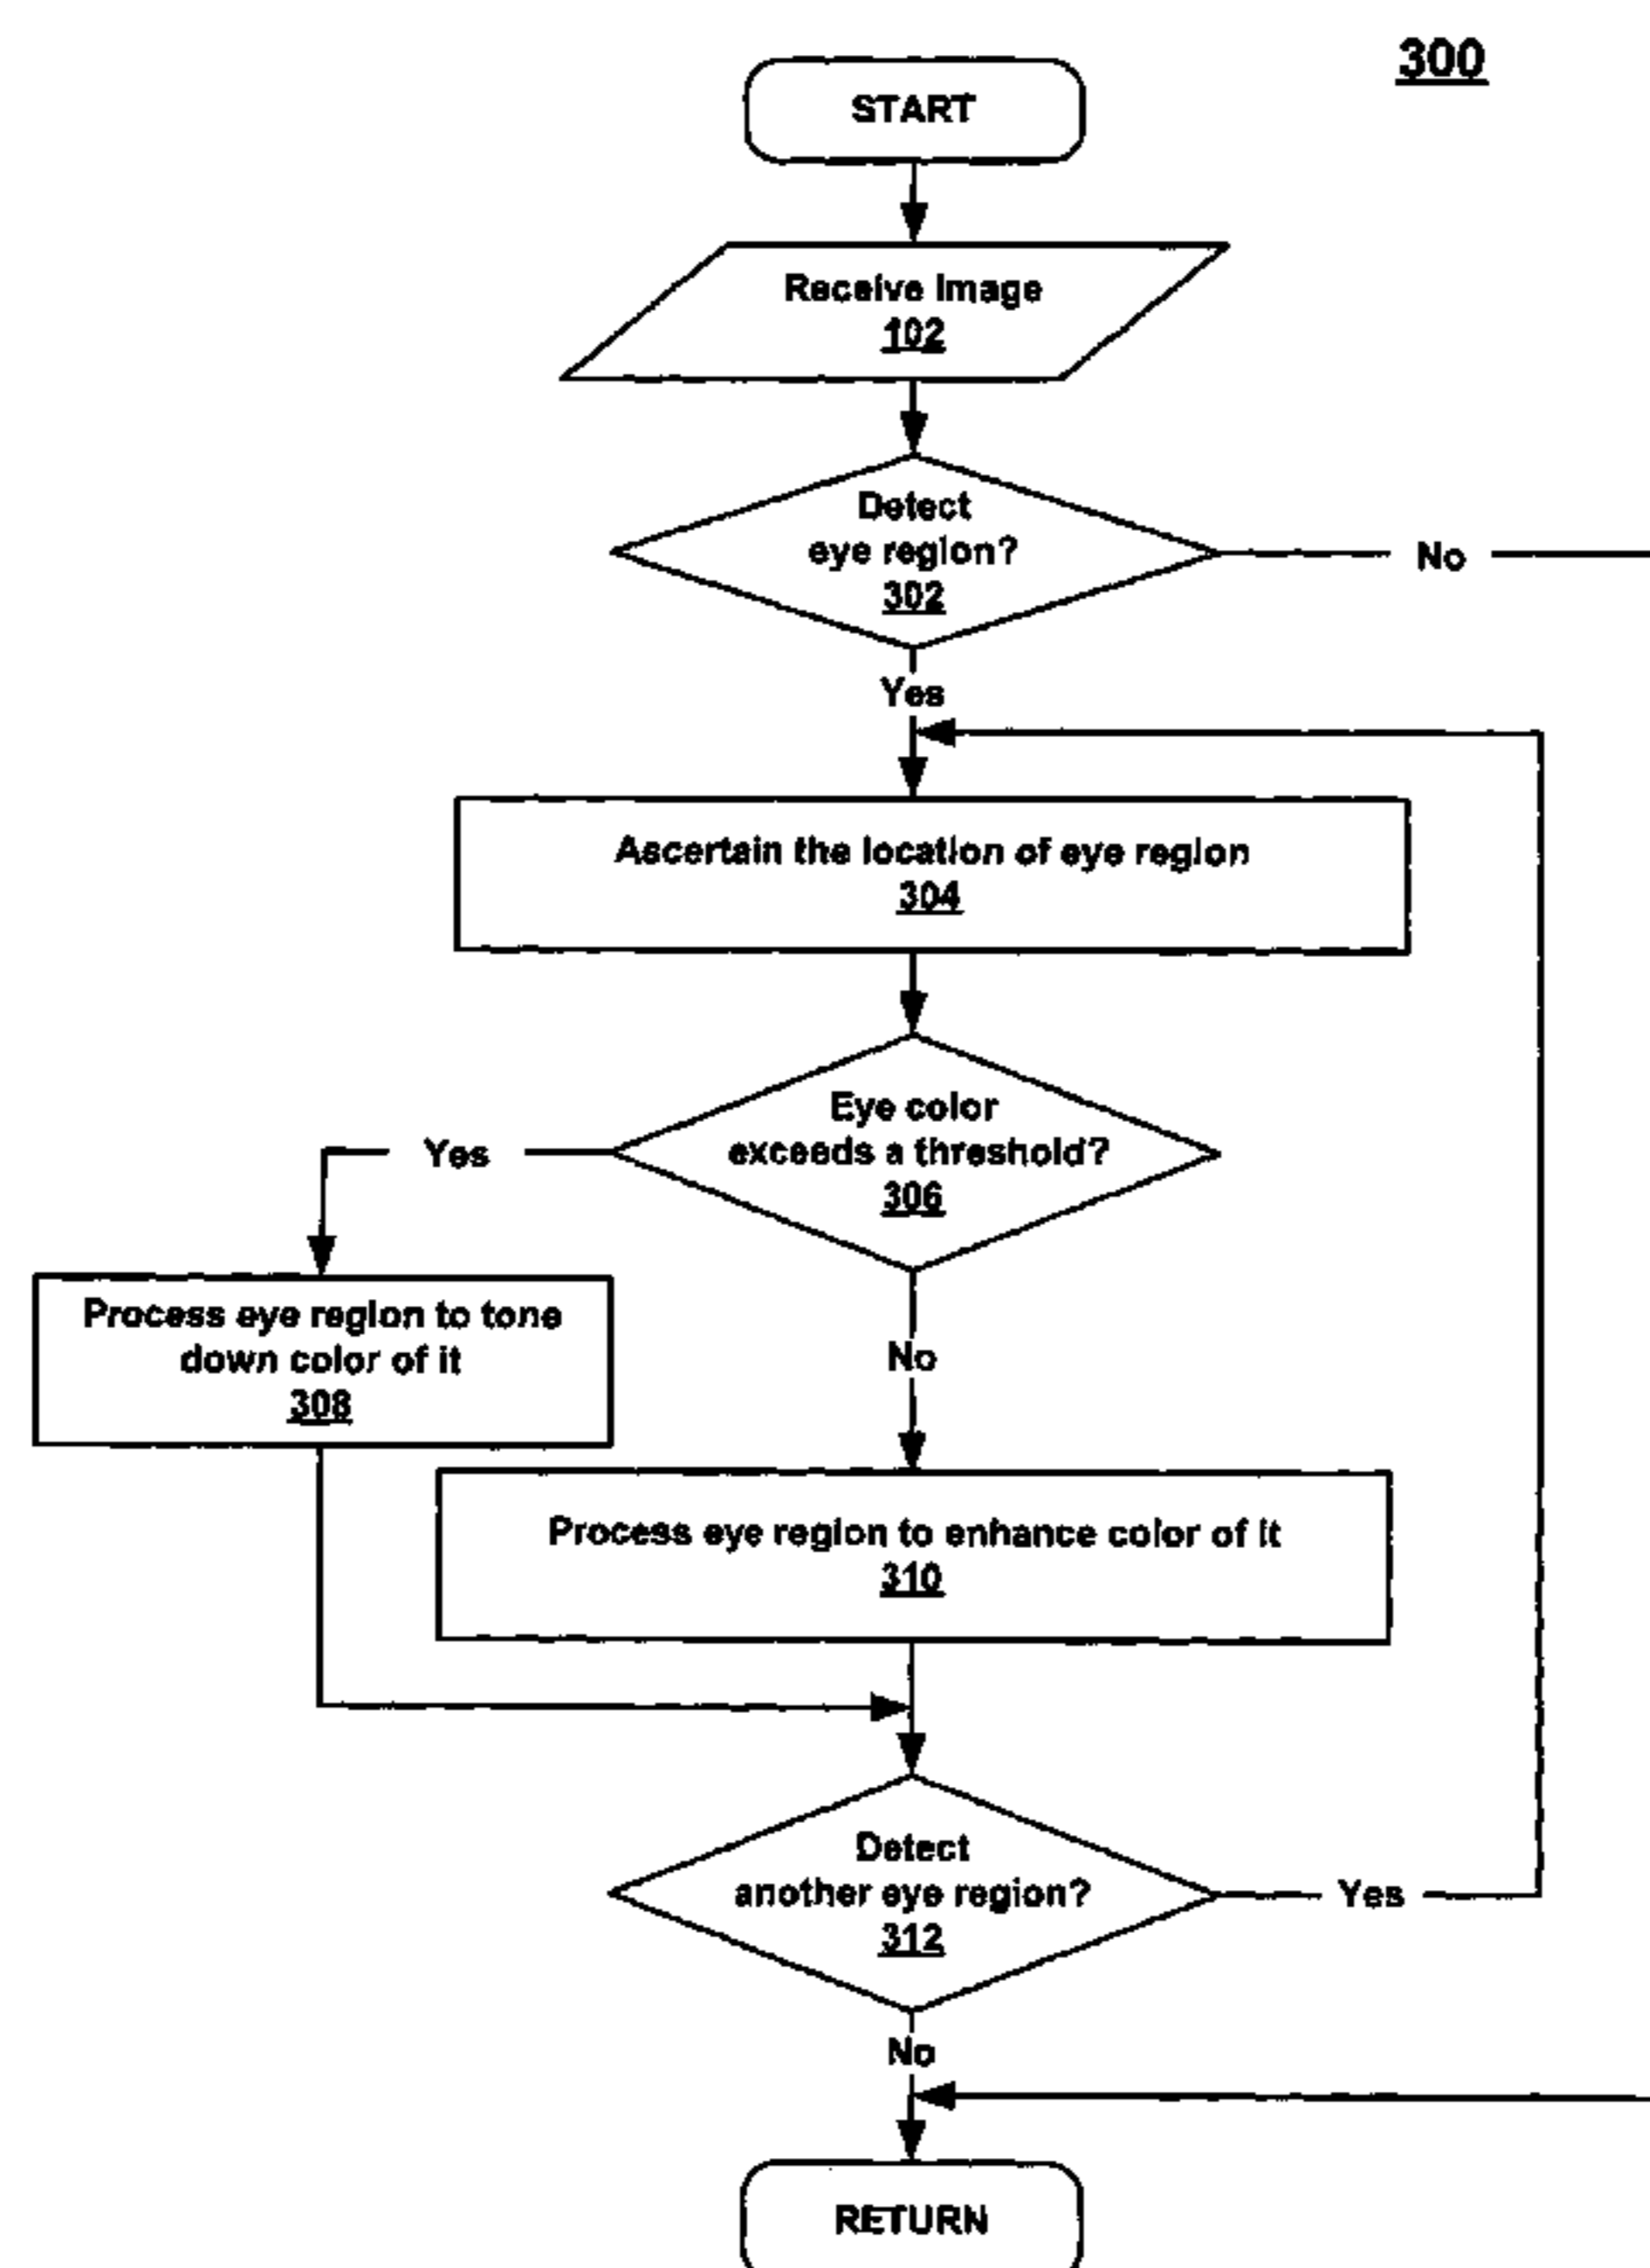 300
START
Receive Image
102
Detect
eye region?
302
No
Yes
Ascertain the location of eye region
304
Eye color
exceeds a threshold?
306
Yes
Process eye region to tone
down color of it
308
No
Process eye region to enhance color of it
310
Detect
another eye region?
312
Yes
No
RETURN